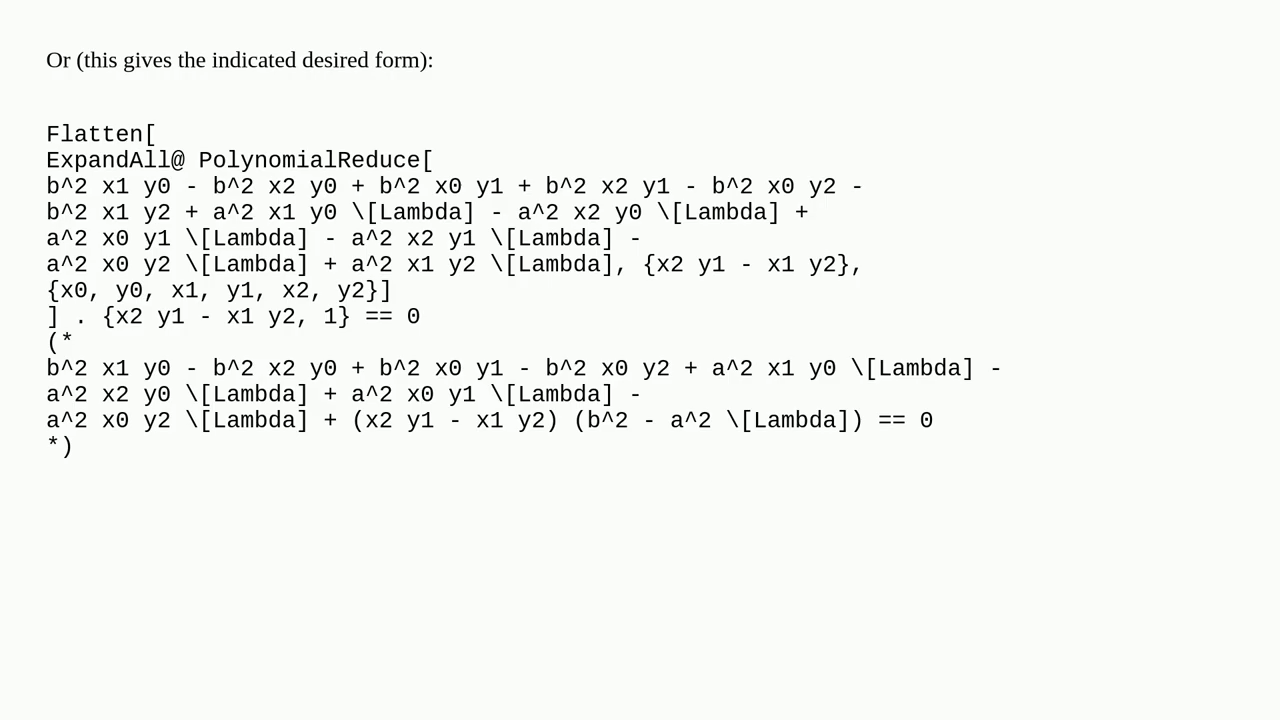 Or (this gives the indicated desired form):
Flatten[
ExpandAll@ PolynomialReduce[
b^2 x1 y0 - b^2 x2 y0 + b^2 x0 y1 + b^2 x2 y1 - b^2 x0 y2 -
b^2 x1 y2 + a^2 x1 y0 \[Lambda] - a^2 x2 y0 \[Lambda] +
a^2 x0 y1 \[Lambda] - a^2 x2 y1 \[Lambda] -
a^2 x0 y2 \[Lambda] + a^2 x1 y2 \[Lambda], {x2 y1 - x1 y2},
{x0, y0, x1, y1, x2, y2}]
] . {x2 y1 - x1 y2, 1} == 0
(*
b^2 x1 y0 - b^2 x2 y0 + b^2 x0 y1 - b^2 x0 y2 + a^2 x1 y0 \[Lambda] -
a^2 x2 y0 \[Lambda] + a^2 x0 y1 \[Lambda] -
a^2 x0 y2 \[Lambda] + (x2 y1 - x1 y2) (b^2 - a^2 \[Lambda]) == 0
*)